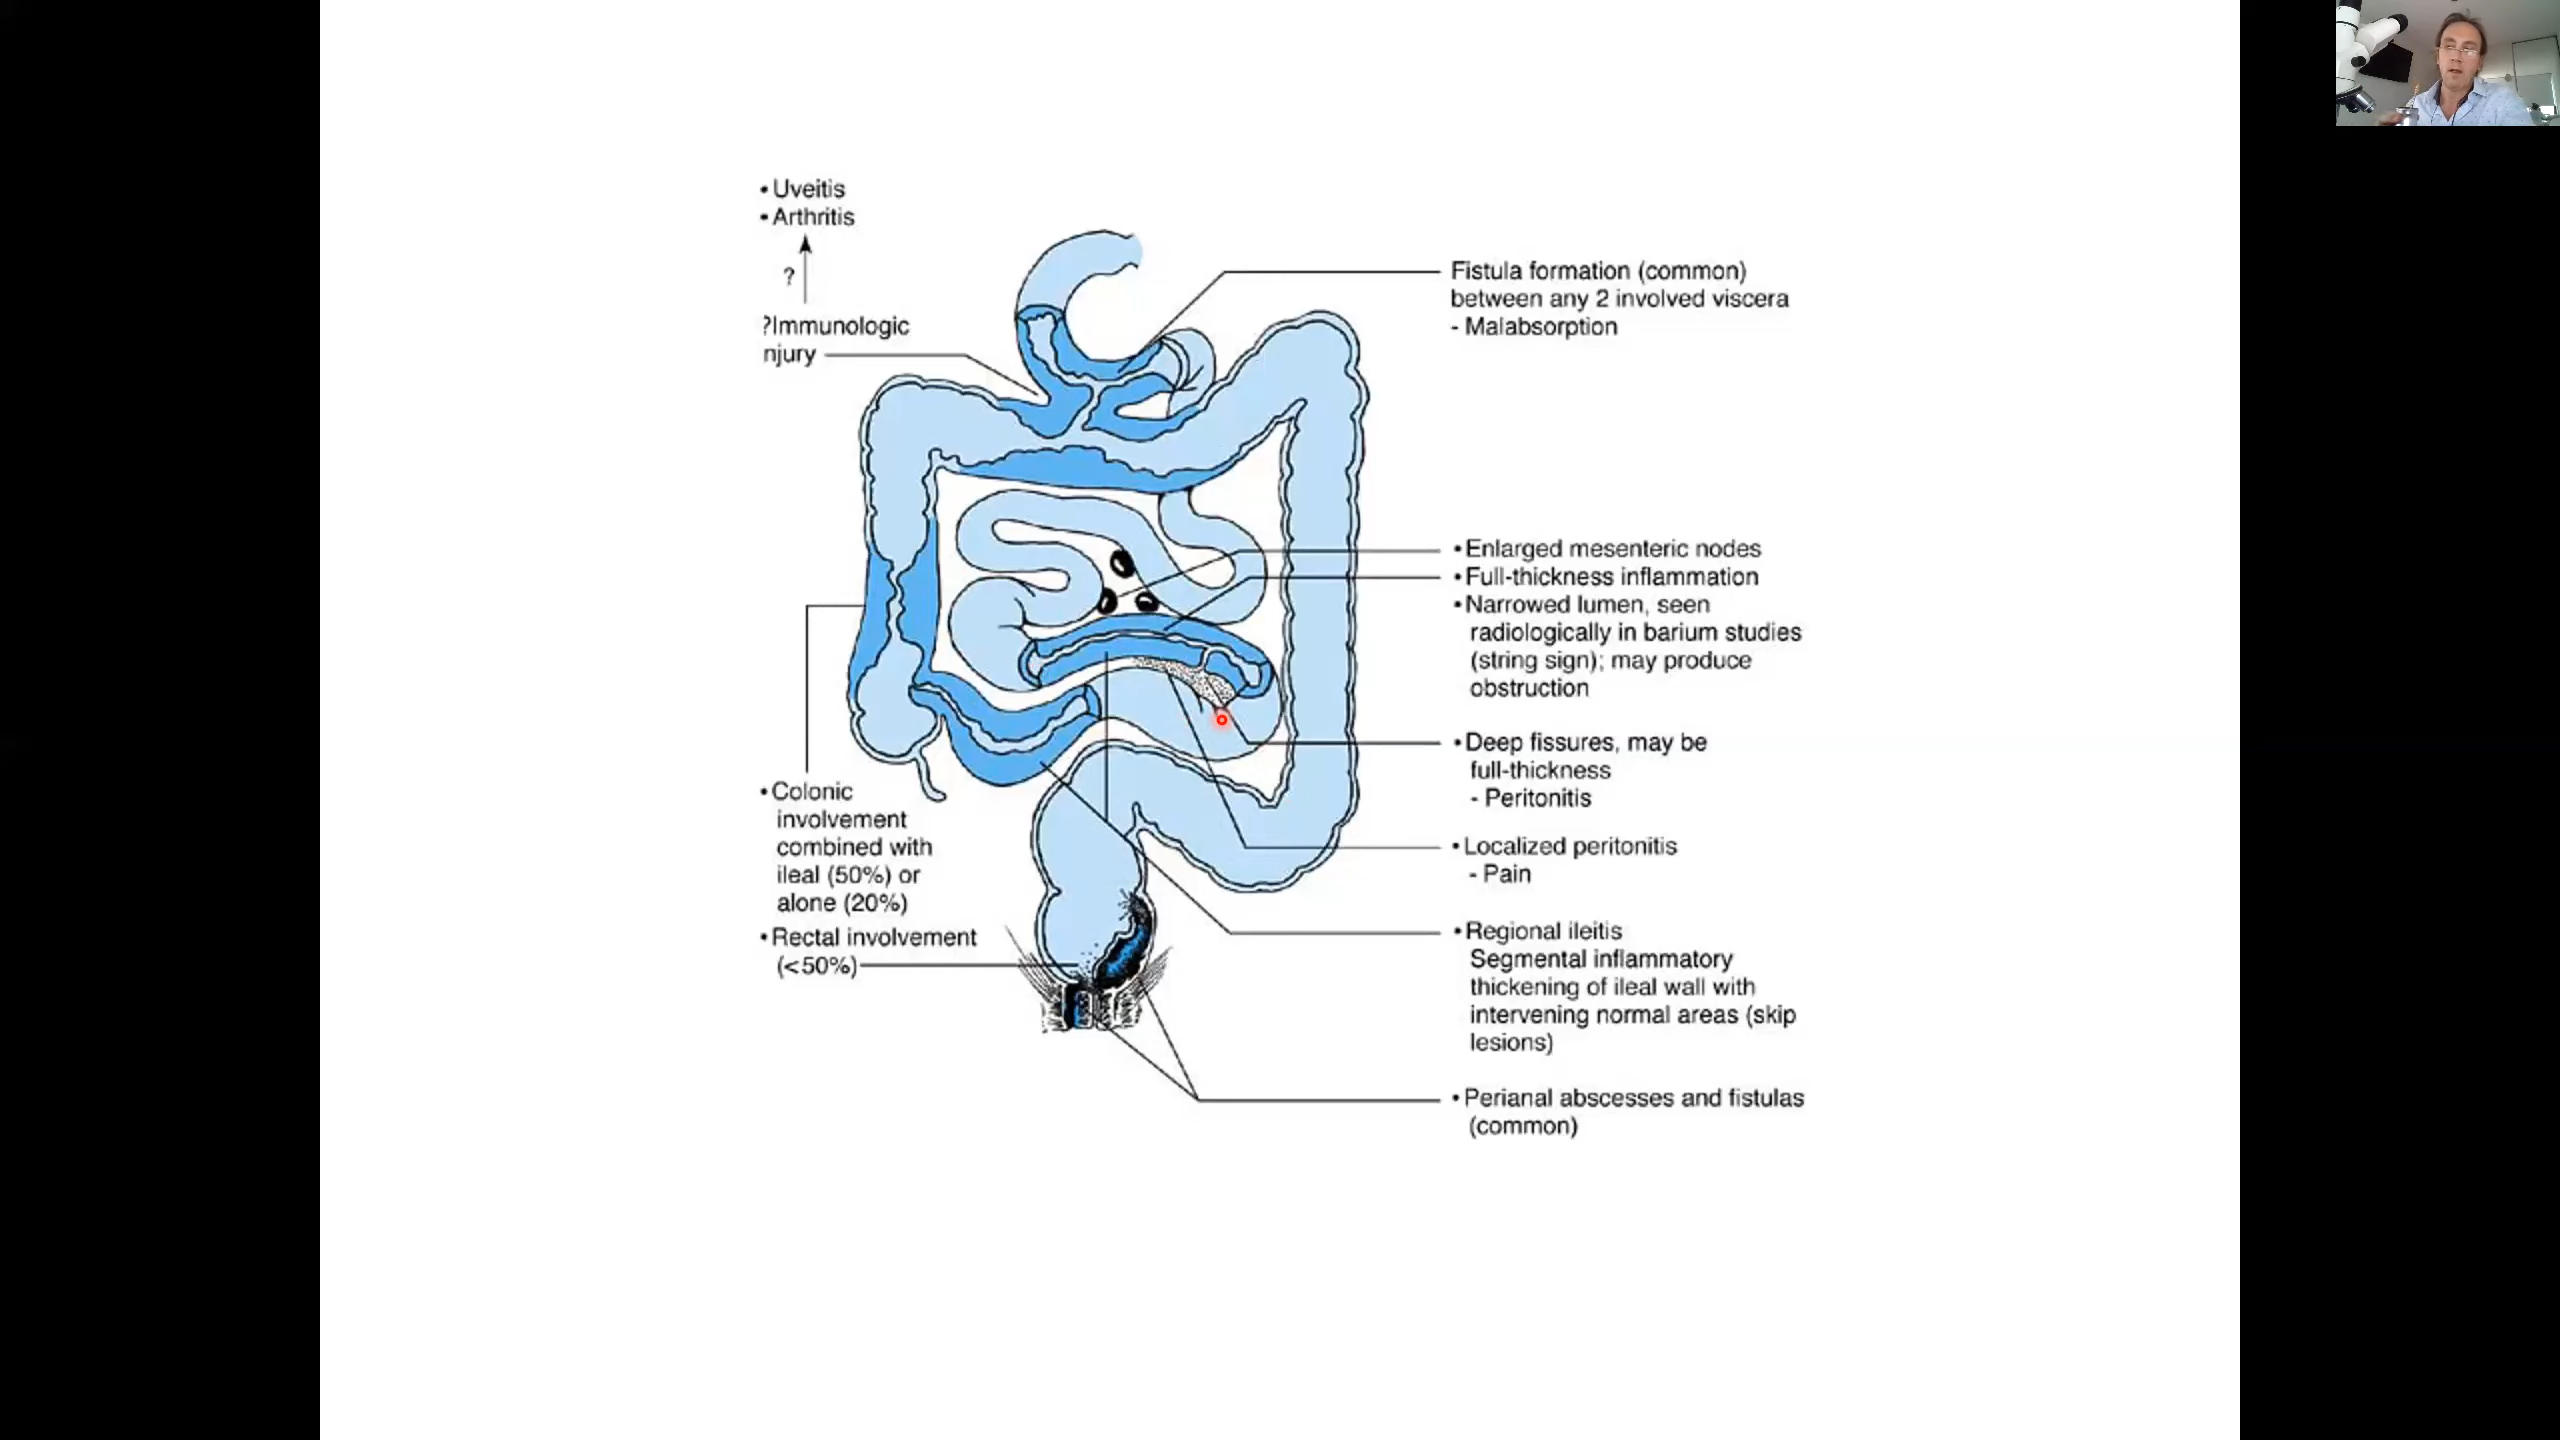 • Uveitis
• Arthritis
?
?Immunologic
njury
• Colonic
involvement
combined with
ileal (50%) or
alone (20%)
• Rectal involvement
(<50%)
Fistula formation (common)
between any 2 involved viscera
- Malabsorption
• Enlarged mesenteric nodes
• Full-thickness inflammation
• Narrowed lumen, seen
radiologically in barium studies
(string sign); may produce
obstruction
• Deep fissures, may be
full-thickness
- Peritonitis
• Localized peritonitis
- Pain
• Regional ileitis
Segmental inflammatory
thickening of ileal wall with
intervening normal areas (skip
lesions)
• Perianal abscesses and fistulas
(common)